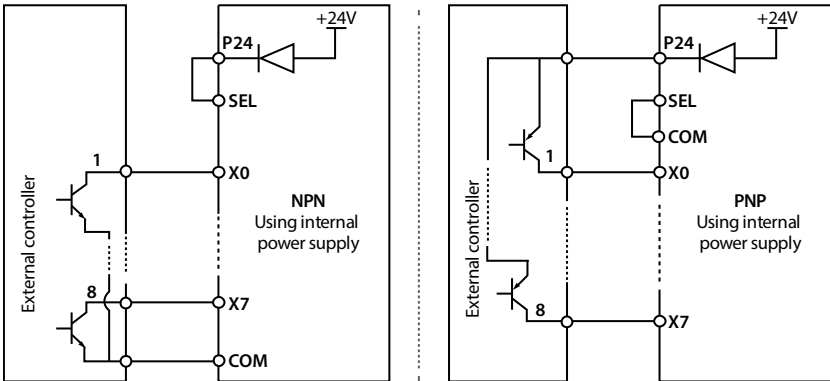 +24V
P24
SEL
1
X0
External controller
NPN
Using internal
power supply
8
X7
COM
+24V
P24
SEL
COM
1
X0
External controller
PNP
Using internal
power supply
8
X7